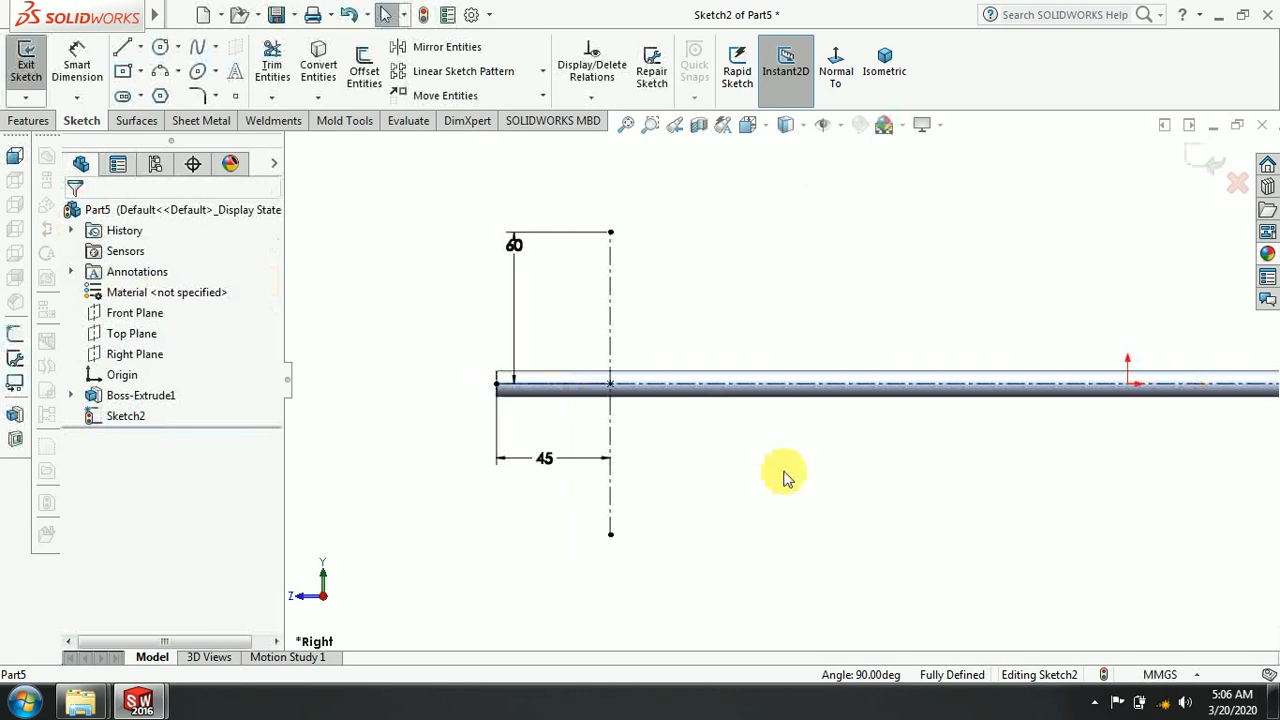 SOLIDWORKS
Sketch2 of Part5 *
Search SOLIDWORKS Help
?
Exit Sketch
Smart Dimension
Trim Entities
Convert Entities
Offset Entities
Mirror Entities
Linear Sketch Pattern
Move Entities
Display/Delete Relations
Repair Sketch
Quick Snaps
Rapid Sketch
Instant2D
Normal To
Isometric
Features
Sketch
Surfaces
Sheet Metal
Weldments
Mold Tools
Evaluate
DimXpert
SOLIDWORKS MBD
Part5 (Default<<Default>_Display State
History
Sensors
Annotations
Material <not specified>
Front Plane
Top Plane
Right Plane
Origin
Boss-Extrude1
Sketch2
60
45
Y
Z
*Right
Model
3D Views
Motion Study 1
Part5
Angle: 90.00deg
Fully Defined
Editing Sketch2
MMGS
SW
2016
5:06 AM
3/20/2020